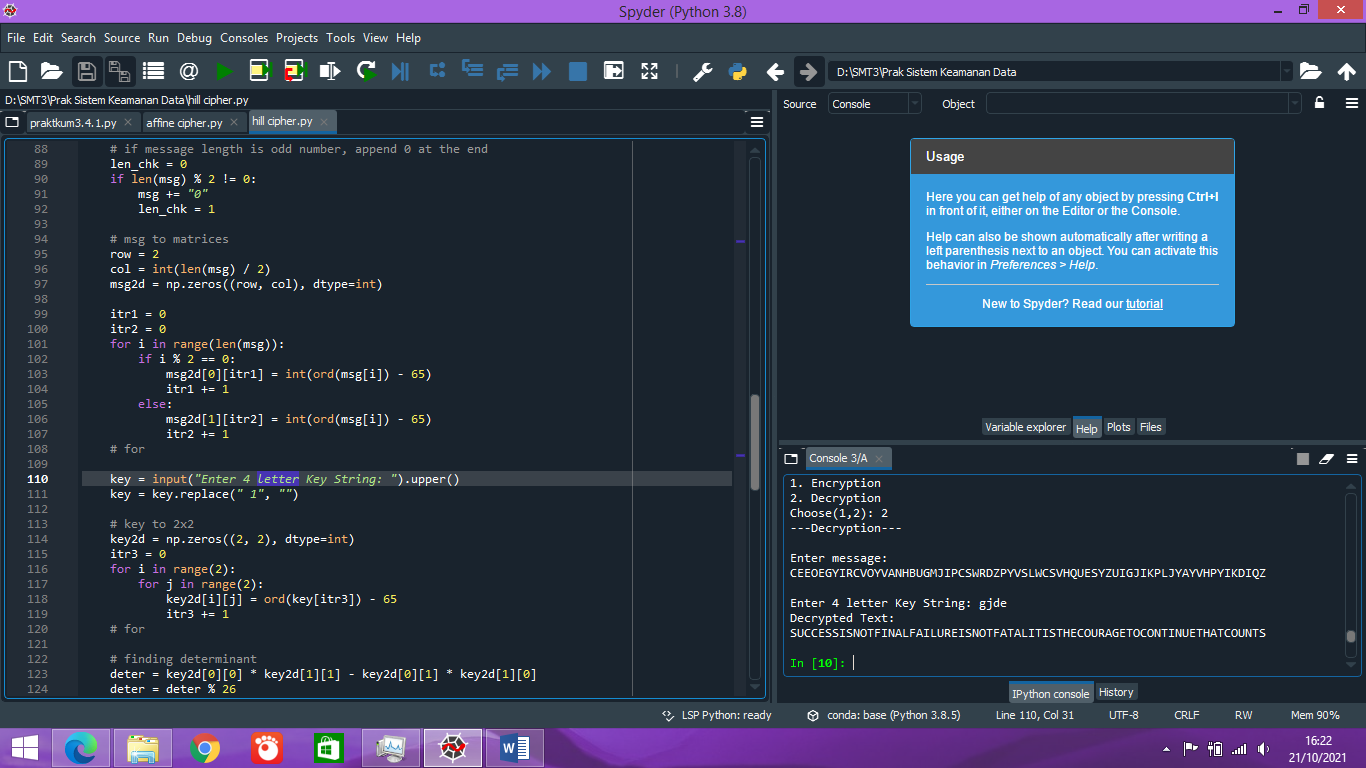 Spyder (Python 3.8)
File Edit Search Source Run Debug Consoles Projects Tools View Help
D:\SMT3\Prak Sistem Keamanan Data
D:\SMT3\Prak Sistem Keamanan Data\hill cipher.py
praktkum3.4.1.py affine cipher.py hill cipher.py
88 # if message length is odd number, append 0 at the end
89 len_chk = 0
90 if len(msg) % 2 != 0:
91 msg += "0"
92 len_chk = 1
93
94 # msg to matrices
95 row = 2
96 col = int(len(msg) / 2)
97 msg2d = np.zeros((row, col), dtype=int)
98
99 itr1 = 0
100 itr2 = 0
101 for i in range(len(msg)):
102 if i % 2 == 0:
103 msg2d[0][itr1] = int(ord(msg[i]) - 65)
104 itr1 += 1
105 else:
106 msg2d[1][itr2] = int(ord(msg[i]) - 65)
107 itr2 += 1
108 # for
109
110 key = input("Enter 4 letter Key String: ").upper()
111 key = key.replace(" 1", "")
112
113 # key to 2x2
114 key2d = np.zeros((2, 2), dtype=int)
115 itr3 = 0
116 for i in range(2):
117 for j in range(2):
118 key2d[i][j] = ord(key[itr3]) - 65
119 itr3 += 1
120 # for
121
122 # finding determinant
123 deter = key2d[0][0] * key2d[1][1] - key2d[0][1] * key2d[1][0]
124 deter = deter % 26
Source Console Object
Usage
Here you can get help of any object by pressing Ctrl+I
in front of it, either on the Editor or the Console.
Help can also be shown automatically after writing a
left parenthesis next to an object. You can activate this
behavior in Preferences > Help.
New to Spyder? Read our tutorial
Variable explorer Help Plots Files
Console 3/A
1. Encryption
2. Decryption
Choose(1,2): 2
---Decryption---
Enter message:
CEEOEGYIRCVOYVANHBUGMJIPCSWRDZPYVSLWCSVHQUESYZUIGJIKPLJYAYVHPYIKDIQZ
Enter 4 letter Key String: gjde
Decrypted Text:
SUCCESSISNOTFINALFAILUREISNOTFATALITISTHECOURAGETOCONTINUETHATCOUNTS
In [10]:
IPython console History
LSP Python: ready conda: base (Python 3.8.5) Line 110, Col 31 UTF-8 CRLF RW Mem 90%
16:22
21/10/2021